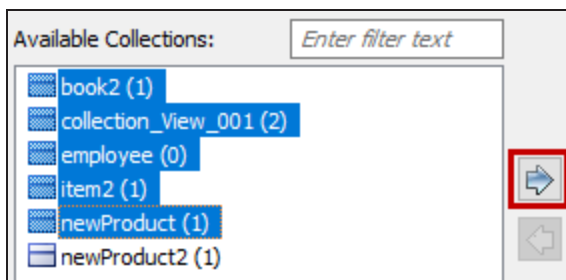 Available Collections: Enter filter text
book2 (1)
collection_View_001 (2)
employee (0)
item2 (1)
newProduct (1)
newProduct2 (1)